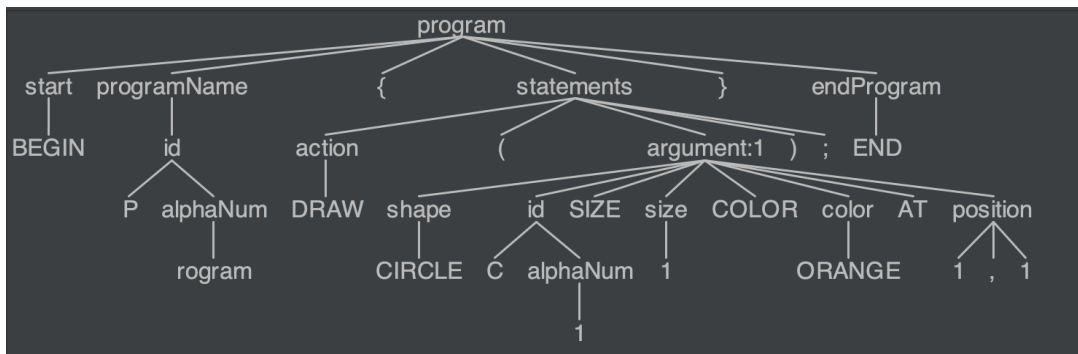 program
start programName { statements } endProgram
BEGIN id action ( argument:1 ) ; END
P alphaNum DRAW shape id SIZE size COLOR color AT position
rogram CIRCLE C alphaNum 1 ORANGE 1 , 1
1